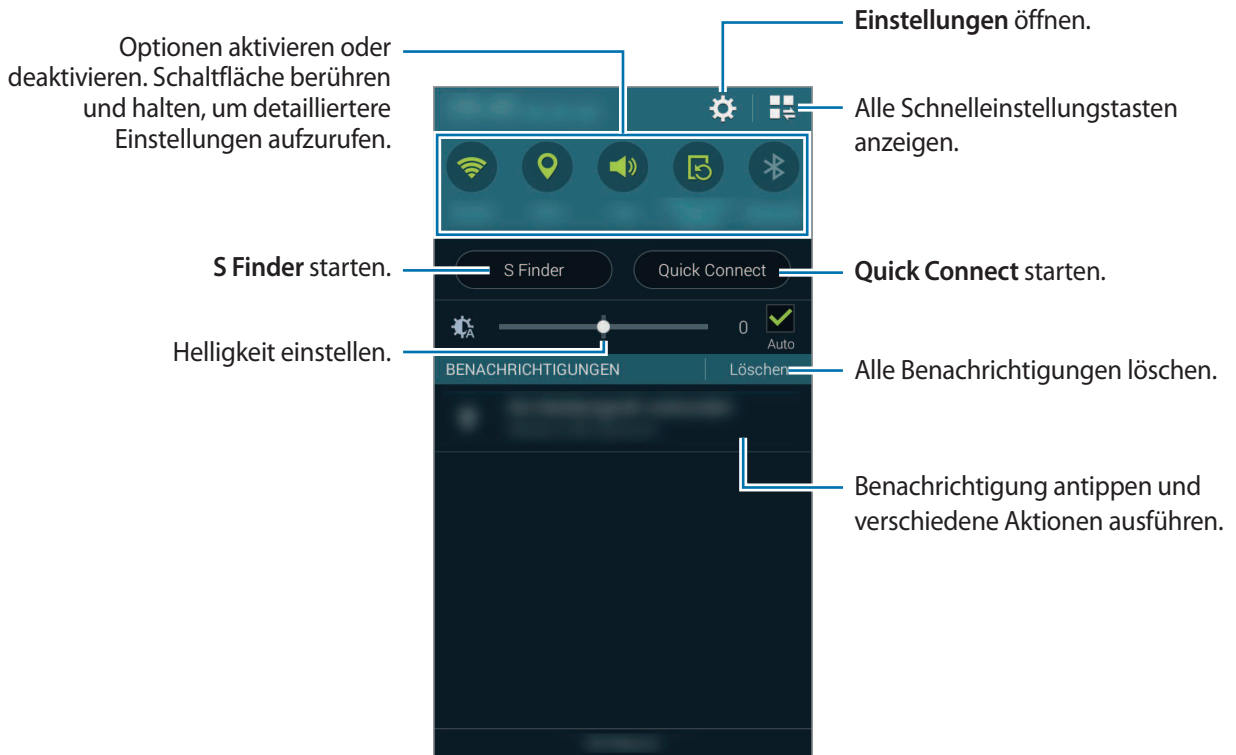 Einstellungen öffnen.
Optionen aktivieren oder
deaktivieren. Schaltfläche berühren
und halten, um detailliertere
Einstellungen aufzurufen.
Alle Schnelleinstellungstasten
anzeigen.
S Finder starten.
S Finder
Quick Connect
Quick Connect starten.
Helligkeit einstellen.
0
Auto
BENACHRICHTIGUNGEN
Löschen
Alle Benachrichtigungen löschen.
Benachrichtigung antippen und
verschiedene Aktionen ausführen.